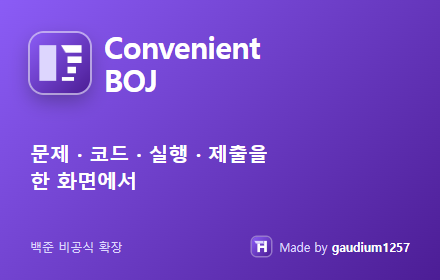 Convenient
BOJ
문제 · 코드 · 실행 · 제출을
한 화면에서
백준 비공식 확장
Made by gaudium1257